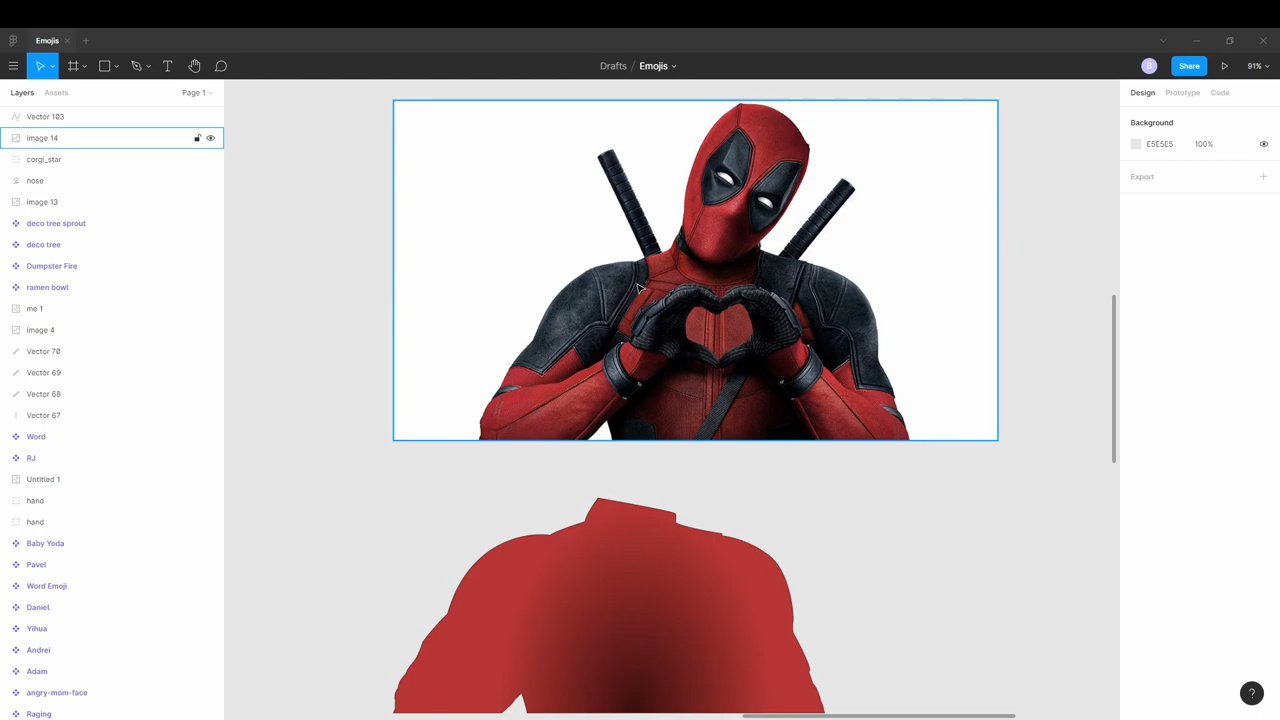 Emojis
Drafts / Emojis
B
Share
91%
Layers
Assets
Page 1
Vector 103
image 14
corgi_star
nose
image 13
deco tree sprout
deco tree
Dumpster Fire
ramen bowl
me 1
image 4
Vector 70
Vector 69
Vector 68
Vector 67
Word
RJ
Untitled 1
hand
hand
Baby Yoda
Pavel
Word Emoji
Daniel
Yihua
Andrei
Adam
angry-mom-face
Raging
Design
Prototype
Code
Background
E5E5E5
100%
Export
?